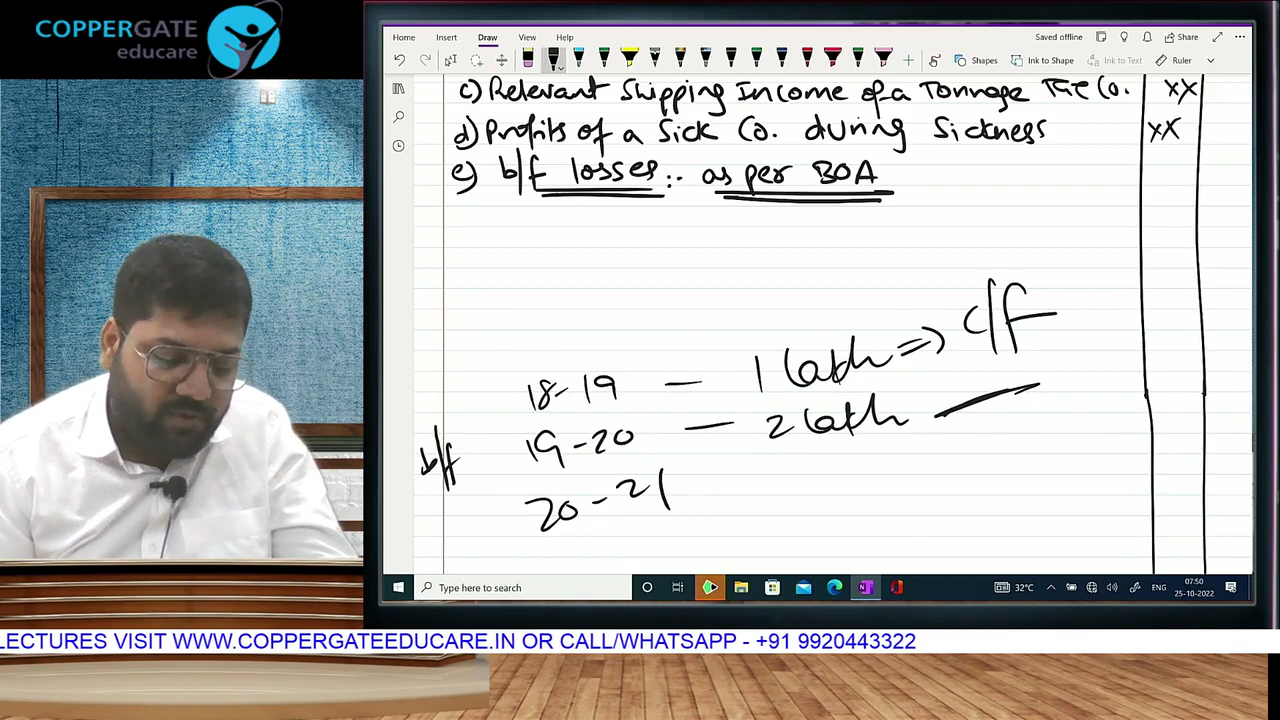 COPPERGATE
educare
Home Insert Draw View Help
Saved offline
Share
Shapes
Ink to Shape
Ink to Text
Ruler
c) Relevant Shipping Income of a Tonnage Tax Co. XX
d) Profits of a Sick Co. during Sickness XX
e) b/f losses:- as per BOA
18-19 — 1 lakh => c/f
19-20 — 2 lakh —
b/f
20-21
Type here to search
32°C
ENG
07:50
25-10-2022
LECTURES VISIT WWW.COPPERGATEEDUCARE.IN OR CALL/WHATSAPP - +91 9920443322